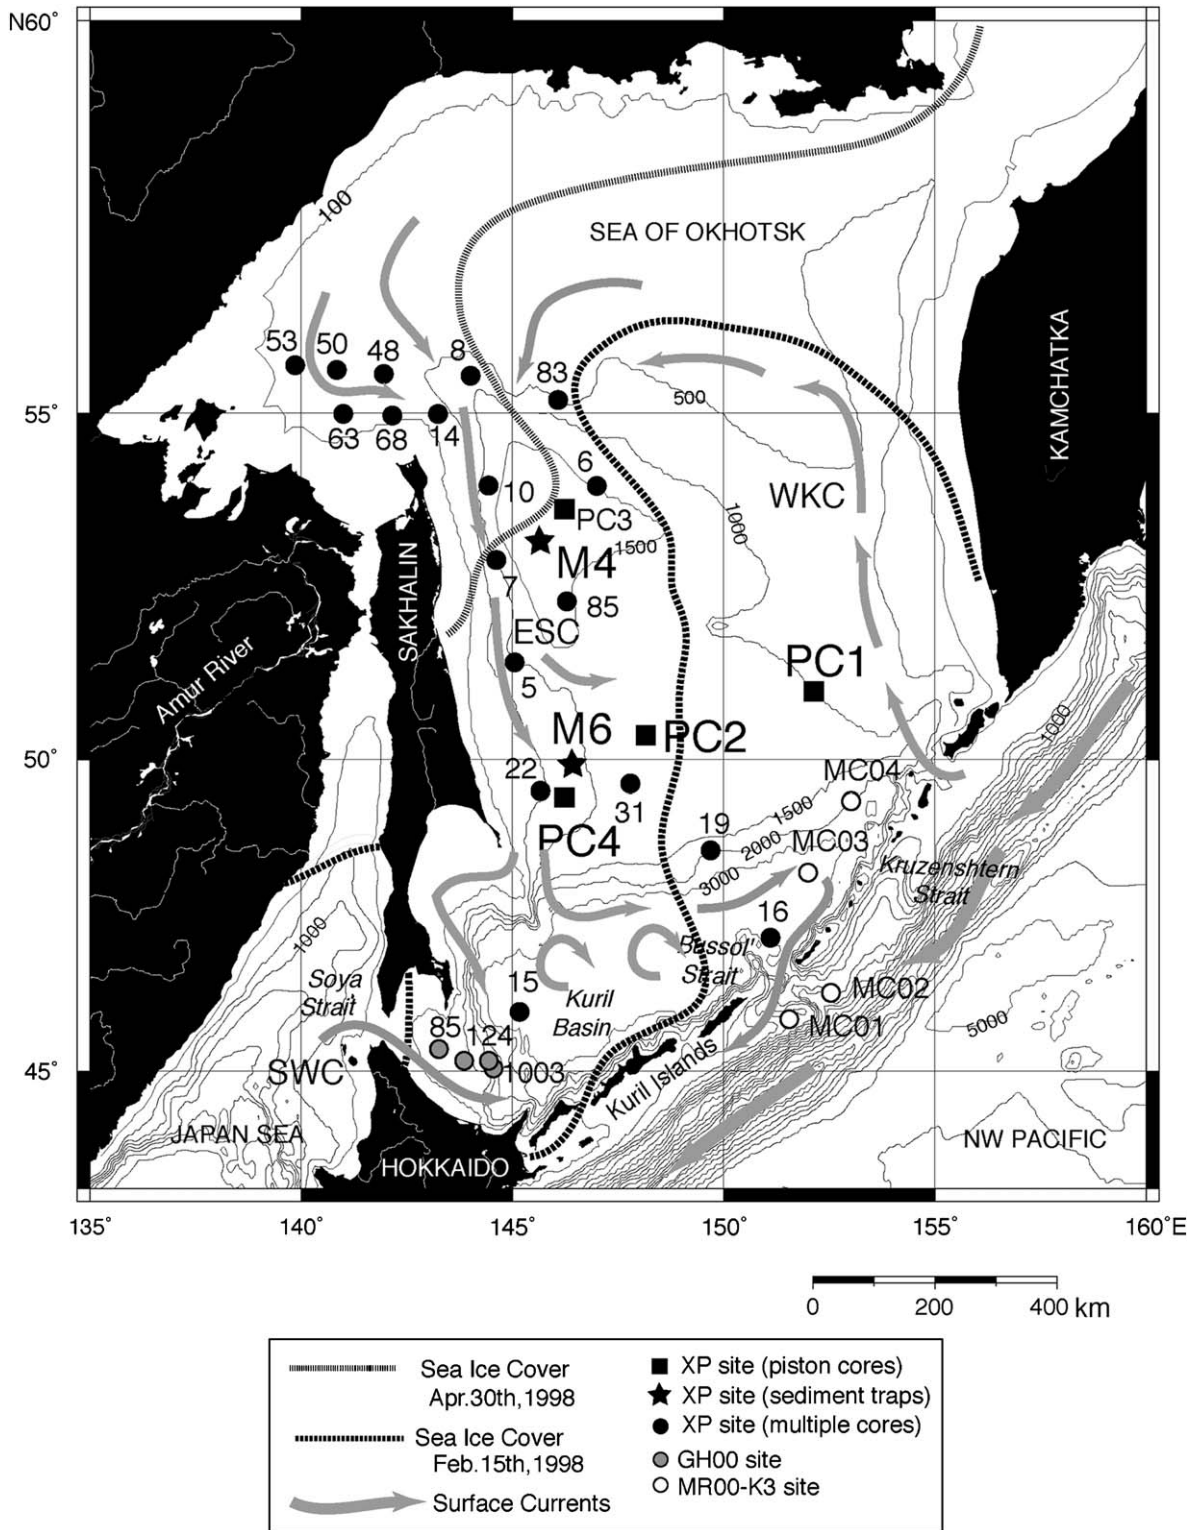 N60°
100
SEA OF OKHOTSK
KAMCHATKA
53
50
48
8
83
500
55°
63
68
14
10
6
WKC
PC3
1000
1500
M4
7
85
SAKHALIN
ESC
Amur River
5
PC1
M6
PC2
1000
50°
22
MC04
31
PC4
19
1500
2000
MC03
3000
Kruzenshtern
Strait
16
1000
Bussol'
Strait
Soya
Strait
15
Kuril
Basin
MC02
85
124
MC01
5000
45°
SWC
1003
Kuril Islands
JAPAN SEA
HOKKAIDO
NW PACIFIC
135°
140°
145°
150°
155°
160°E
0
200
400 km
Sea Ice Cover
Apr.30th,1998
Sea Ice Cover
Feb.15th,1998
Surface Currents
XP site (piston cores)
XP site (sediment traps)
XP site (multiple cores)
GH00 site
MR00-K3 site